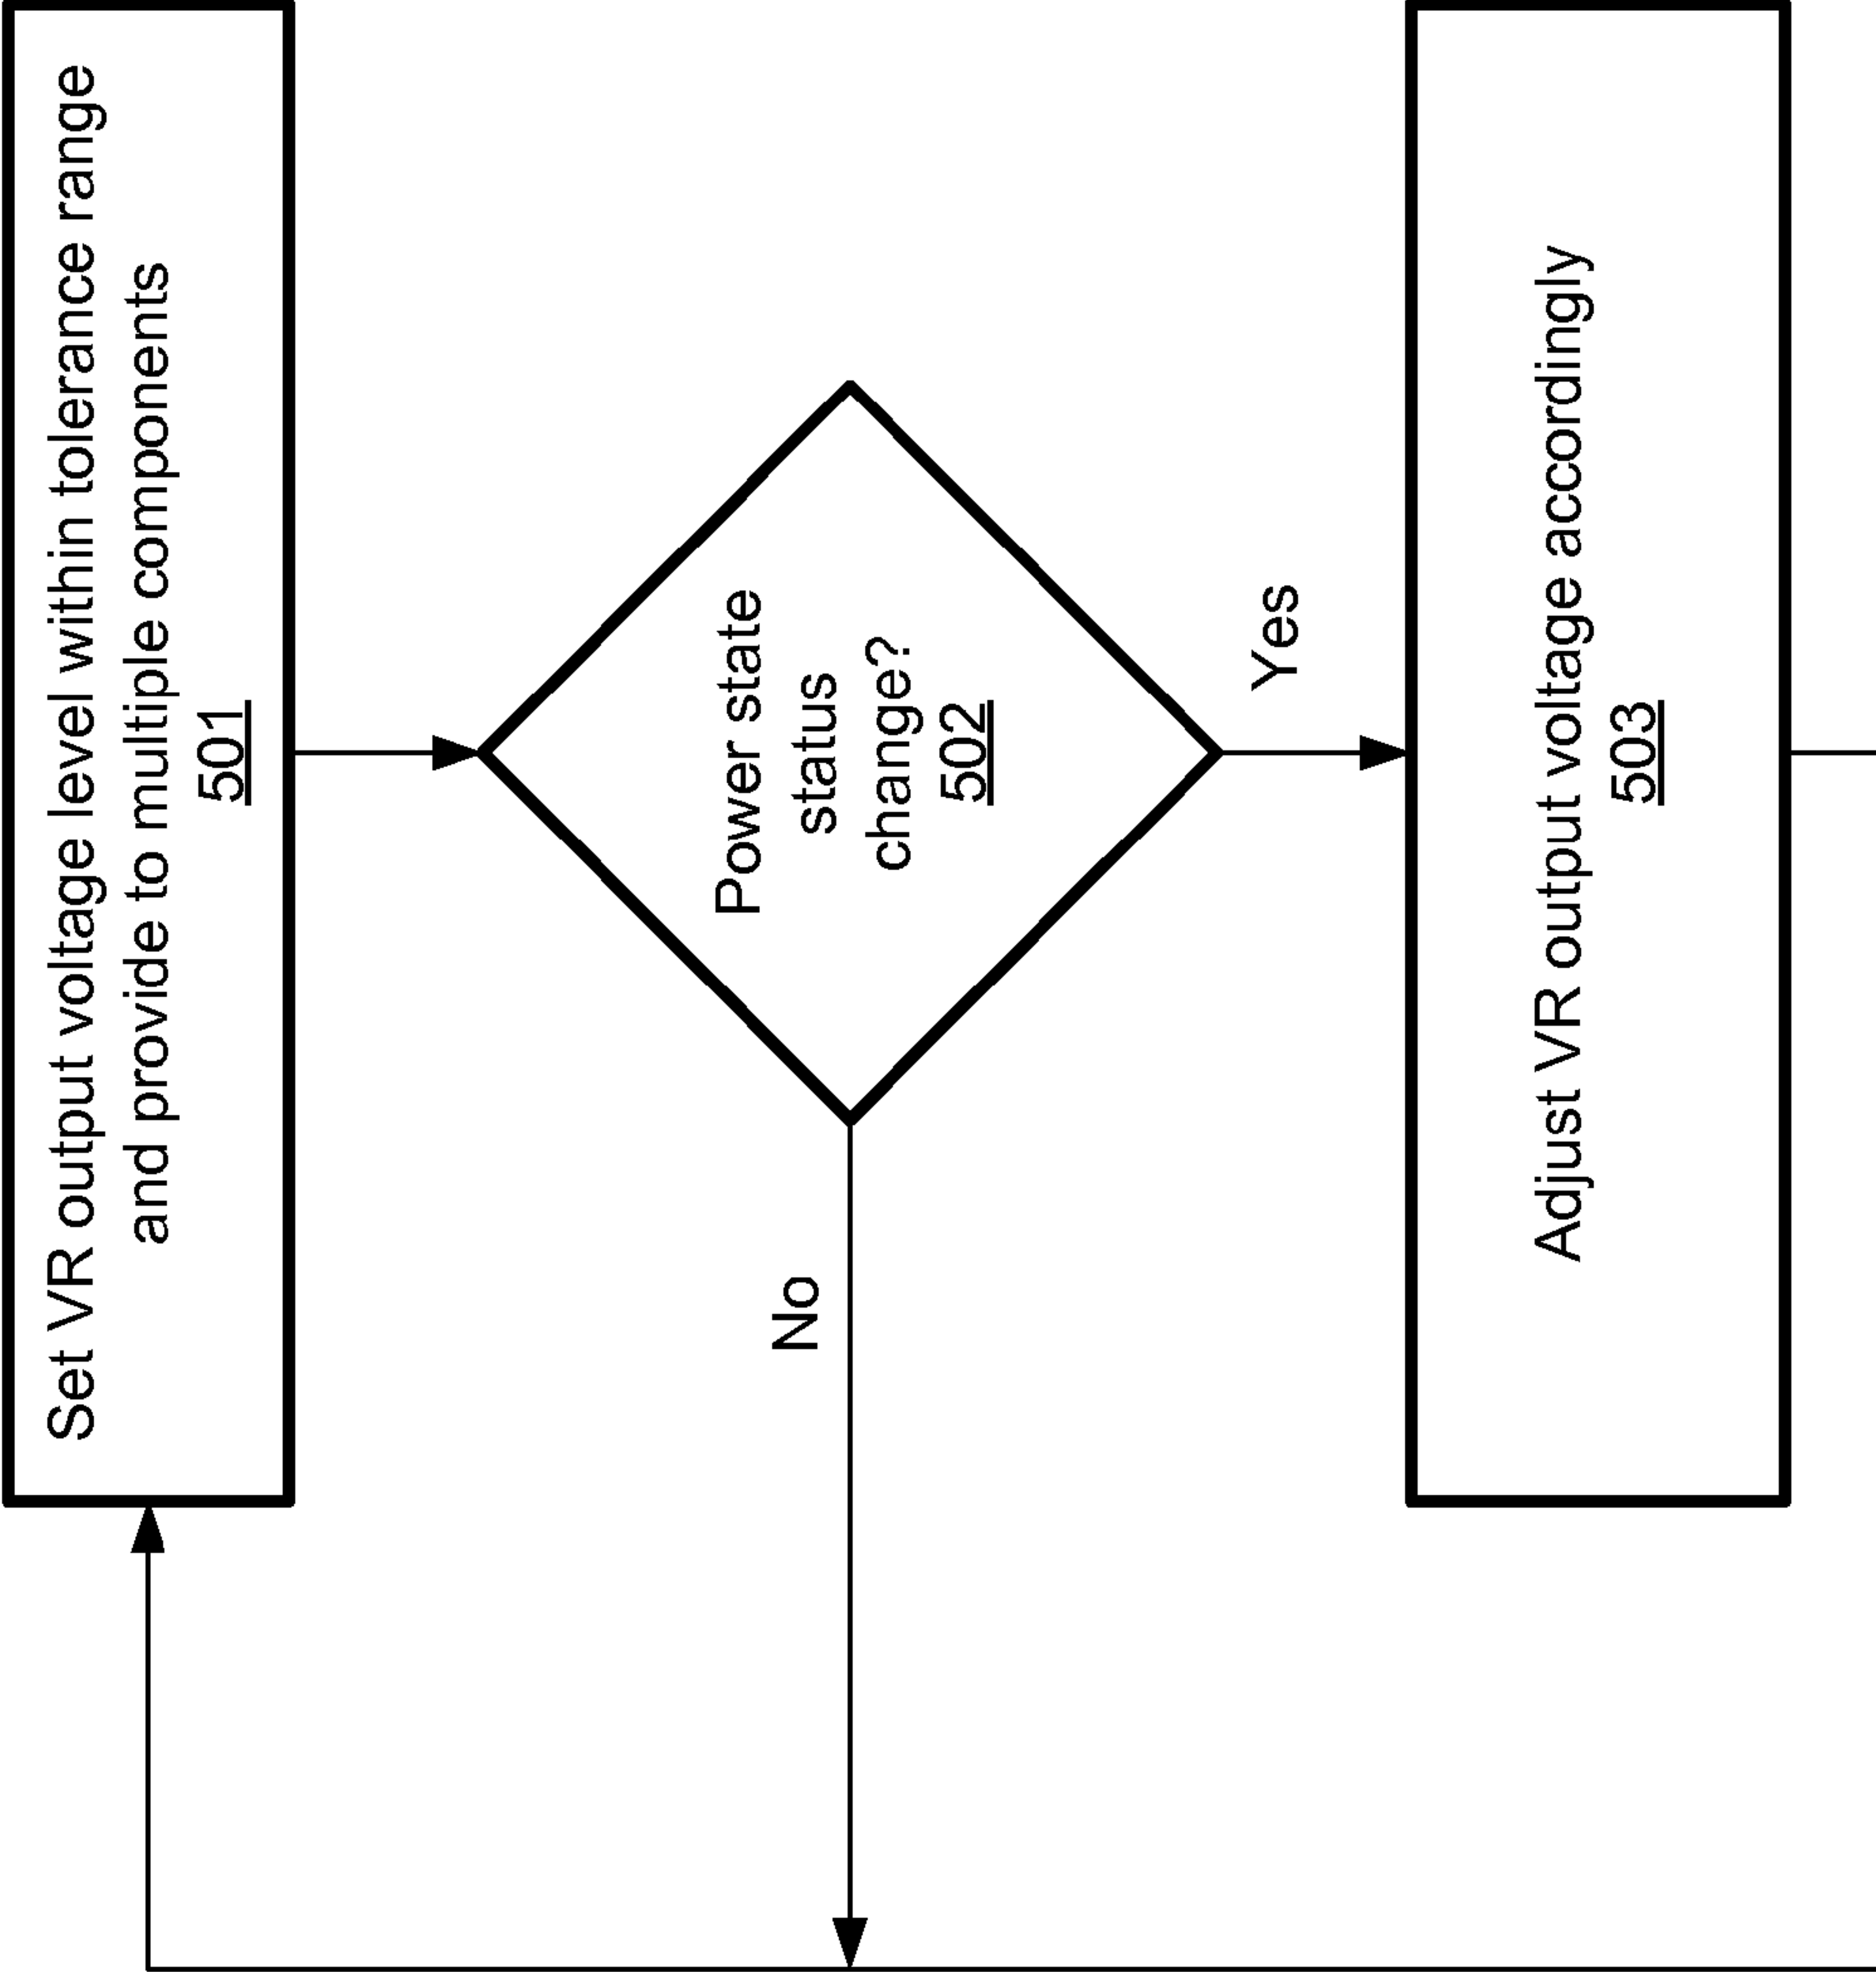 Set VR output voltage level within tolerance range
and provide to multiple components
501
Power state
status
change?
502
No
Yes
Adjust VR output voltage accordingly
503